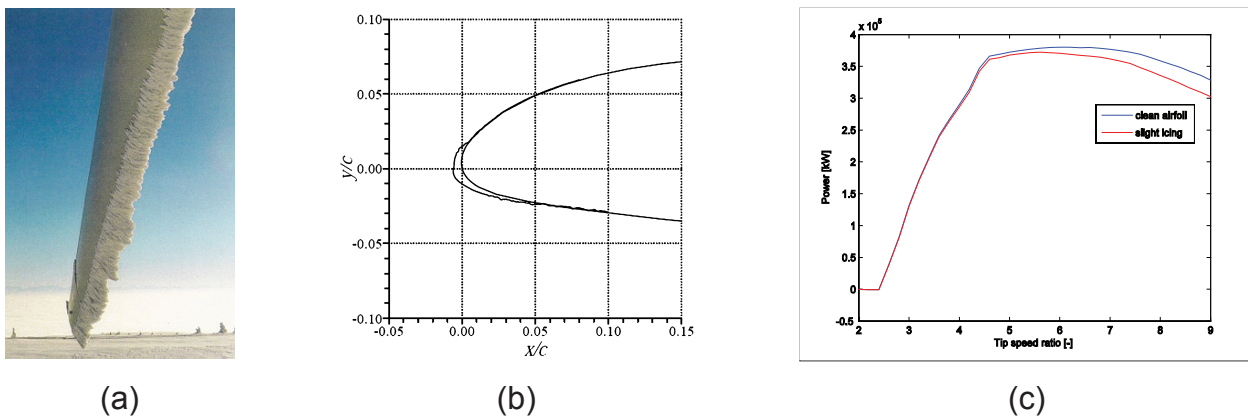 0.10
0.05
0.00
-0.05
-0.10
y/c
-0.05
0.00
0.05
0.10
0.15
x/c
x 10⁶
4
3.5
3
2.5
2
1.5
1
0.5
0
-0.5
Power [kW]
clean airfoil
slight icing
2
3
4
5
6
7
8
9
Tip speed ratio [-]
(a)
(b)
(c)